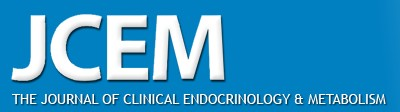 JCEM
THE JOURNAL OF CLINICAL ENDOCRINOLOGY & METABOLISM